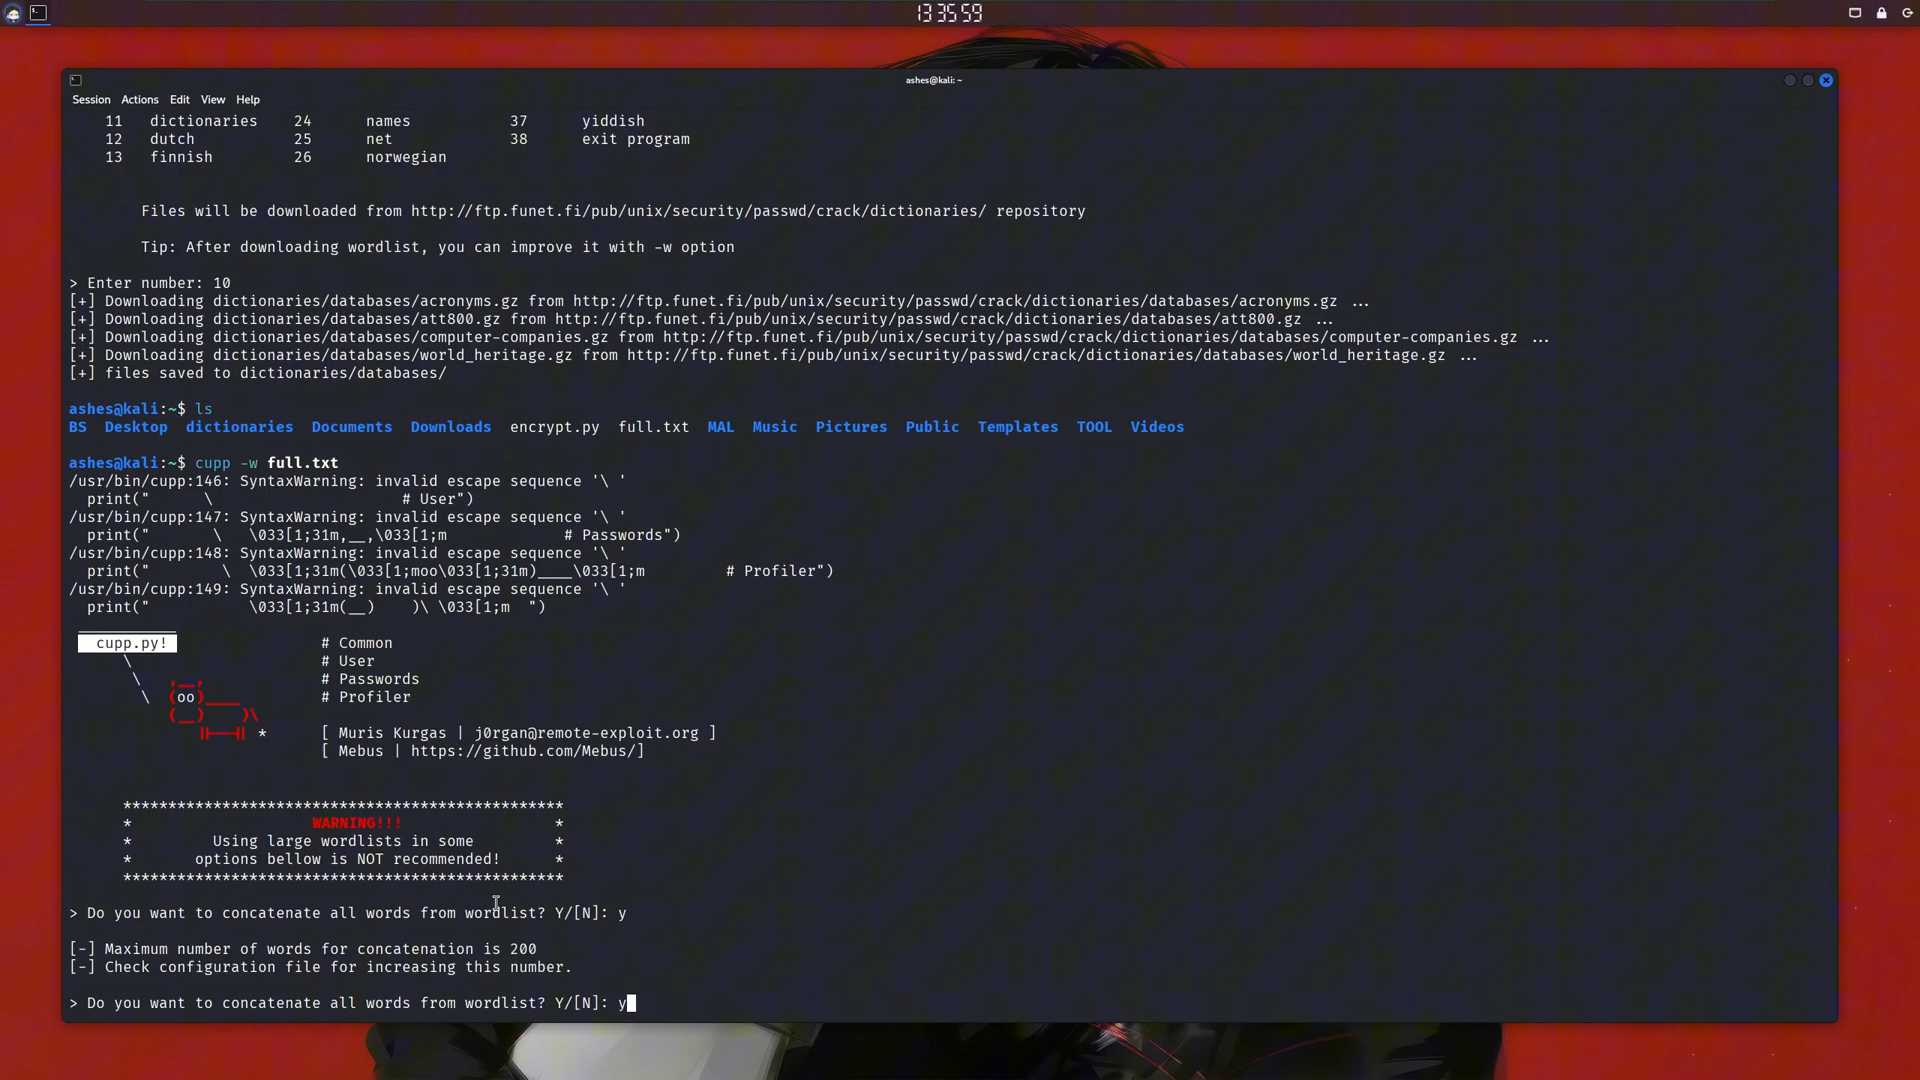 13 35 59
ashes@kali: ~
Session Actions Edit View Help
11 dictionaries 24 names 37 yiddish
12 dutch 25 net 38 exit program
13 finnish 26 norwegian
Files will be downloaded from http://ftp.funet.fi/pub/unix/security/passwd/crack/dictionaries/ repository
Tip: After downloading wordlist, you can improve it with -w option
> Enter number: 10
[+] Downloading dictionaries/databases/acronyms.gz from http://ftp.funet.fi/pub/unix/security/passwd/crack/dictionaries/databases/acronyms.gz ...
[+] Downloading dictionaries/databases/att800.gz from http://ftp.funet.fi/pub/unix/security/passwd/crack/dictionaries/databases/att800.gz ...
[+] Downloading dictionaries/databases/computer-companies.gz from http://ftp.funet.fi/pub/unix/security/passwd/crack/dictionaries/databases/computer-companies.gz ...
[+] Downloading dictionaries/databases/world_heritage.gz from http://ftp.funet.fi/pub/unix/security/passwd/crack/dictionaries/databases/world_heritage.gz ...
[+] files saved to dictionaries/databases/
ashes@kali:~$ ls
BS Desktop dictionaries Documents Downloads encrypt.py full.txt MAL Music Pictures Public Templates TOOL Videos
ashes@kali:~$ cupp -w full.txt
/usr/bin/cupp:146: SyntaxWarning: invalid escape sequence '\ '
print("      \                     # User")
/usr/bin/cupp:147: SyntaxWarning: invalid escape sequence '\ '
print("       \   \033[1;31m,__,\033[1;m             # Passwords")
/usr/bin/cupp:148: SyntaxWarning: invalid escape sequence '\ '
print("        \  \033[1;31m(\033[1;moo\033[1;31m)____\033[1;m         # Profiler")
/usr/bin/cupp:149: SyntaxWarning: invalid escape sequence '\ '
print("           \033[1;31m(__)    )\ \033[1;m  ")
cupp.py! # Common
\ # User
\ ,__, # Passwords
\ (oo)____ # Profiler
(__)    )\
||--|| * [ Muris Kurgas | j0rgan@remote-exploit.org ]
[ Mebus | https://github.com/Mebus/]
*************************************************
* WARNING!!! *
* Using large wordlists in some *
* options bellow is NOT recommended! *
*************************************************
> Do you want to concatenate all words from wordlist? Y/[N]: y
[-] Maximum number of words for concatenation is 200
[-] Check configuration file for increasing this number.
> Do you want to concatenate all words from wordlist? Y/[N]: y